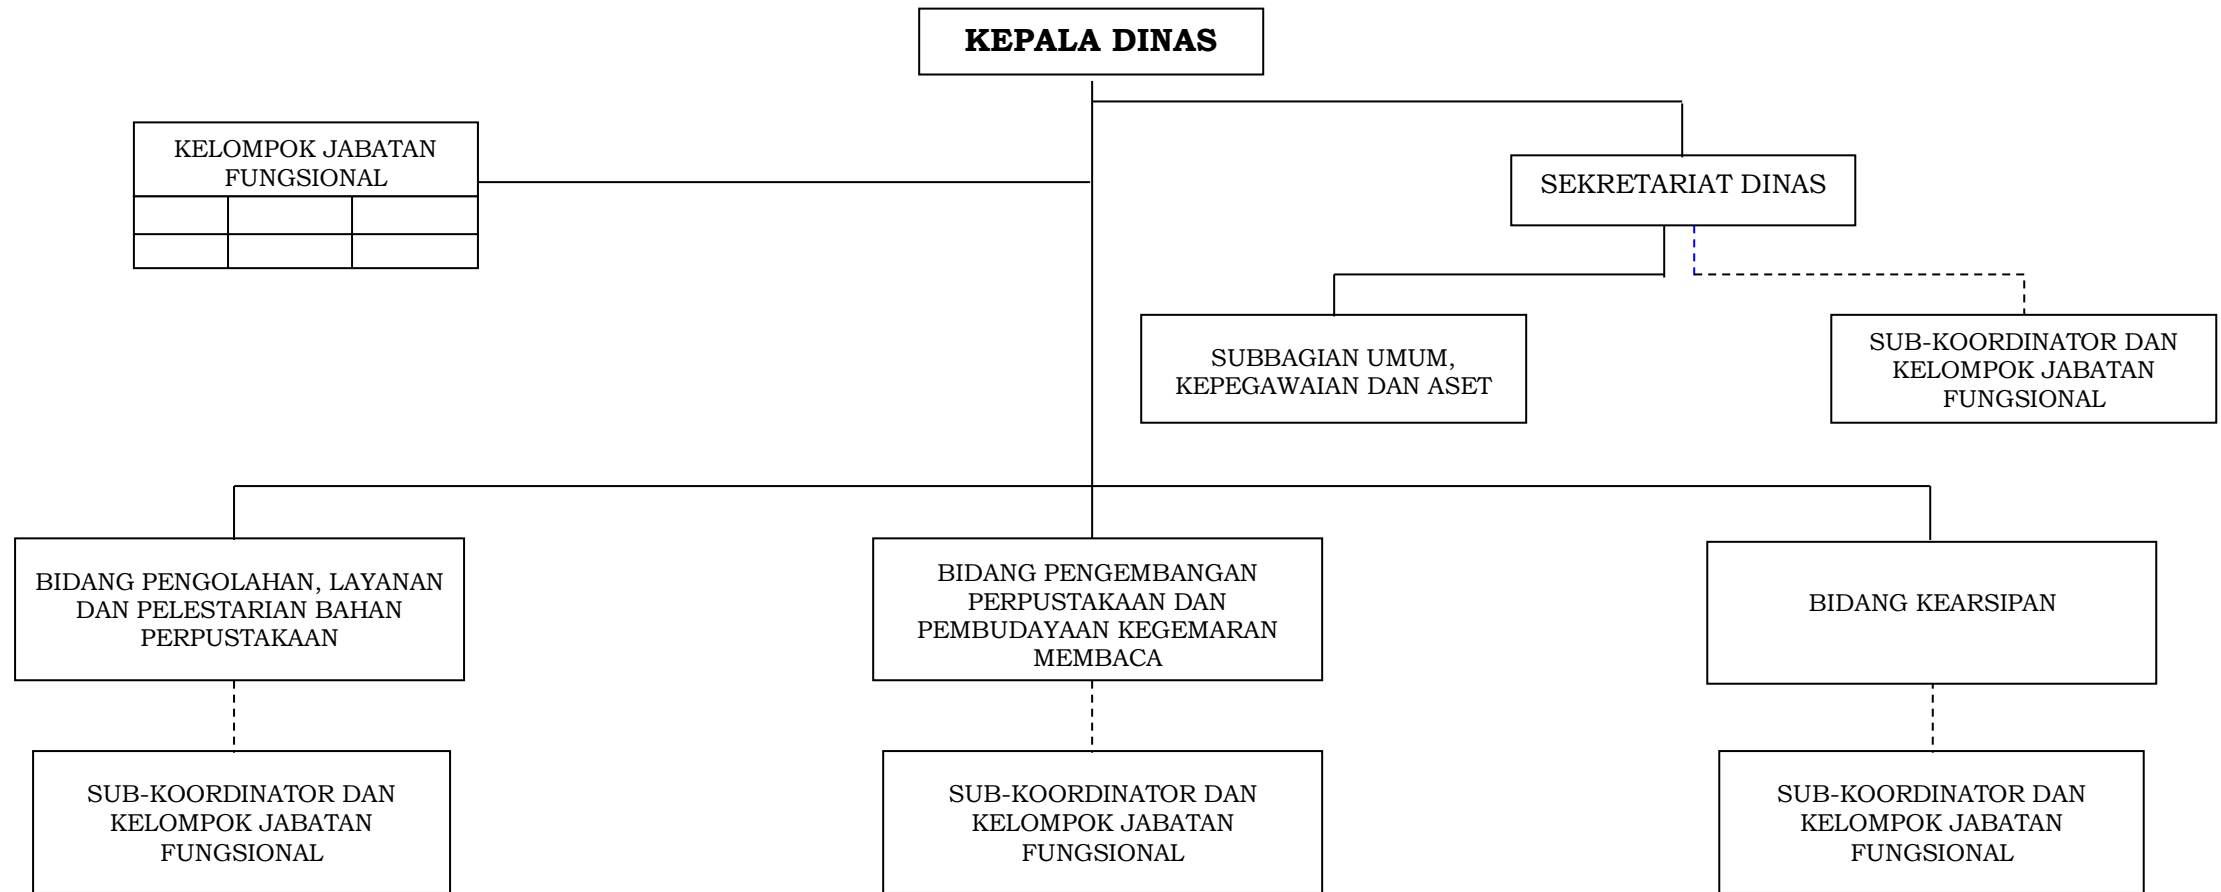 KEPALA DINAS
KELOMPOK JABATAN
FUNGSIONAL
SEKRETARIAT DINAS
SUBBAGIAN UMUM,
KEPEGAWAIAN DAN ASET
SUB-KOORDINATOR DAN
KELOMPOK JABATAN
FUNGSIONAL
BIDANG PENGOLAHAN, LAYANAN
DAN PELESTARIAN BAHAN
PERPUSTAKAAN
BIDANG PENGEMBANGAN
PERPUSTAKAAN DAN
PEMBUDAYAAN KEGEMARAN
MEMBACA
BIDANG KEARSIPAN
SUB-KOORDINATOR DAN
KELOMPOK JABATAN
FUNGSIONAL
SUB-KOORDINATOR DAN
KELOMPOK JABATAN
FUNGSIONAL
SUB-KOORDINATOR DAN
KELOMPOK JABATAN
FUNGSIONAL